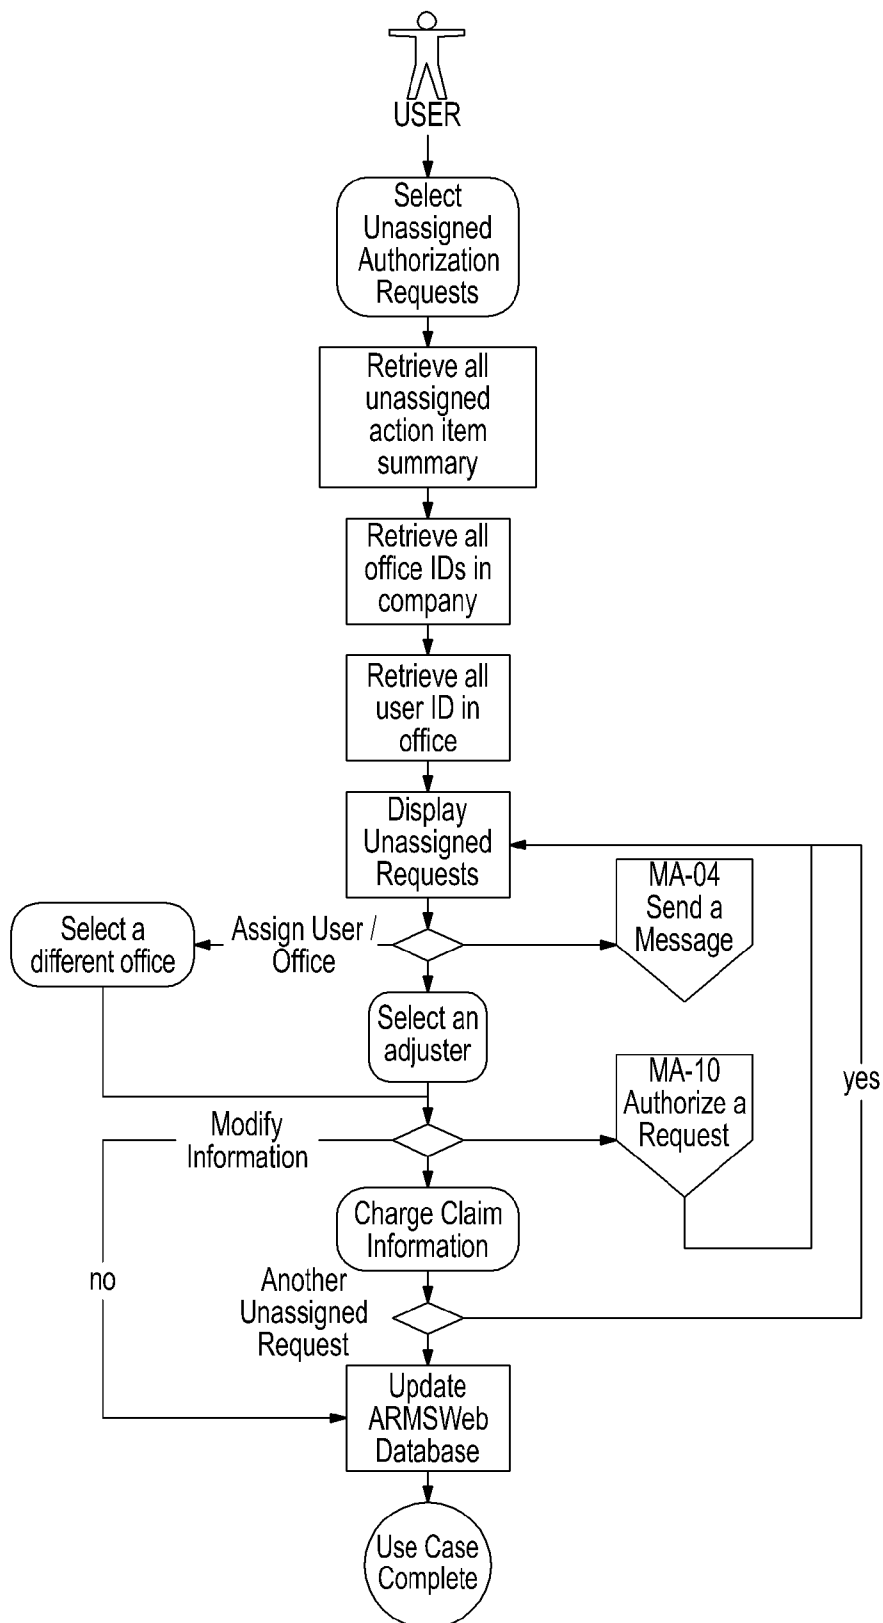 USER
Select
Unassigned
Authorization
Requests
Retrieve all
unassigned
action item
summary
Retrieve all
office IDs in
company
Retrieve all
user ID in
office
Display
Unassigned
Requests
MA-04
Send a
Message
Select a
different office
Assign User /
Office
Select an
adjuster
MA-10
Authorize a
Request
yes
Modify
Information
Charge Claim
Information
no
Another
Unassigned
Request
Update
ARMSWeb
Database
Use Case
Complete